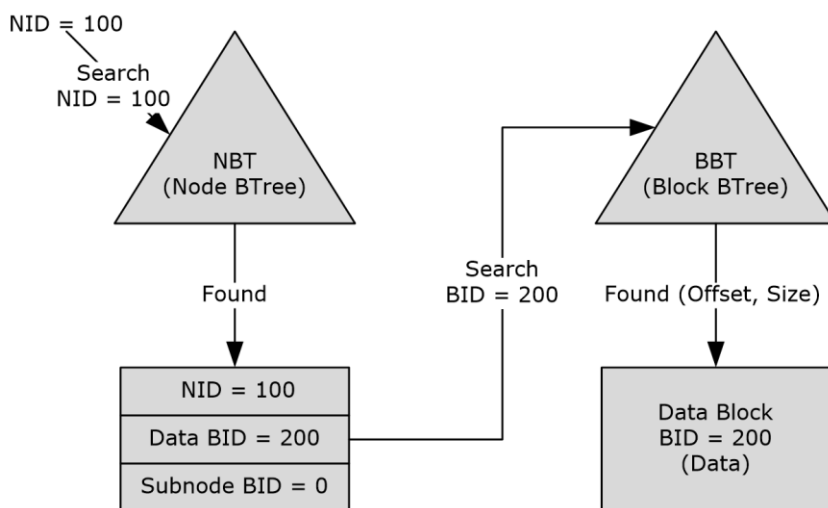 NID = 100
Search
NID = 100
NBT
(Node BTree)
Found
NID = 100
Data BID = 200
Subnode BID = 0
Search
BID = 200
BBT
(Block BTree)
Found (Offset, Size)
Data Block
BID = 200
(Data)